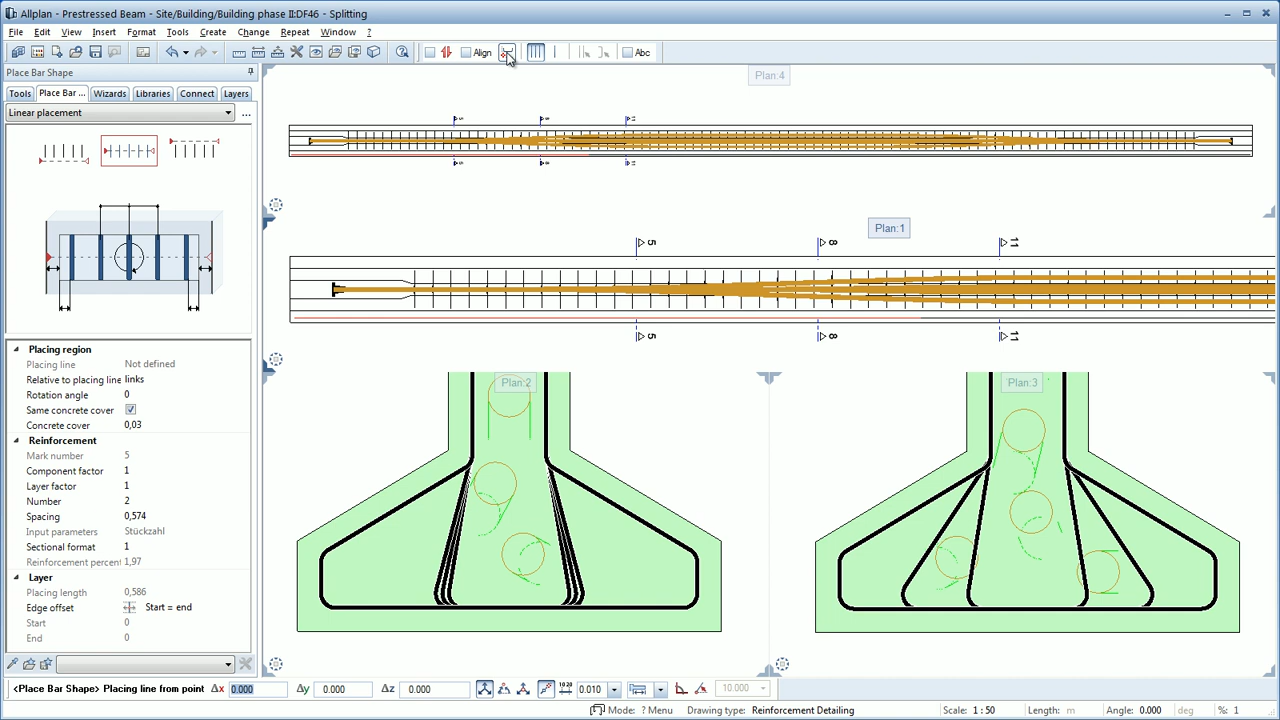 Allplan - Prestressed Beam - Site/Building/Building phase II:DF46 - Splitting
File Edit View Insert Format Tools Create Change Repeat Window ?
Align Abc
Place Bar Shape
Tools Place Bar ... Wizards Libraries Connect Layers
Linear placement ...
Placing region
Placing line Not defined
Relative to placing line links
Rotation angle 0
Same concrete cover
Concrete cover 0,03
Reinforcement
Mark number 5
Component factor 1
Layer factor 1
Number 2
Spacing 0,574
Input parameters Stückzahl
Sectional format 1
Reinforcement percent 1,97
Layer
Placing length 0,586
Edge offset Start = end
Start 0
End 0
Plan:4
Plan:1
5 8 11
5 8 11
Plan:2
Plan:3
<Place Bar Shape> Placing line from point Δx 0.000 Δy 0.000 Δz 0.000 1020 0.010 10.000
Mode: ? Menu Drawing type: Reinforcement Detailing Scale: 1 : 50 Length: m Angle: 0.000 deg %: 1